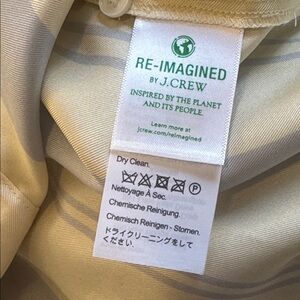 RE-IMAGINED
BY J.CREW
INSPIRED BY THE PLANET
AND ITS PEOPLE.
Learn more at
jcrew.com/reimagined
Dry Clean.
P
Nettoyage À Sec.
Chemische Reinigung.
Chemisch Reinigen - Stomen.
ドライクリーニングをして
ください.